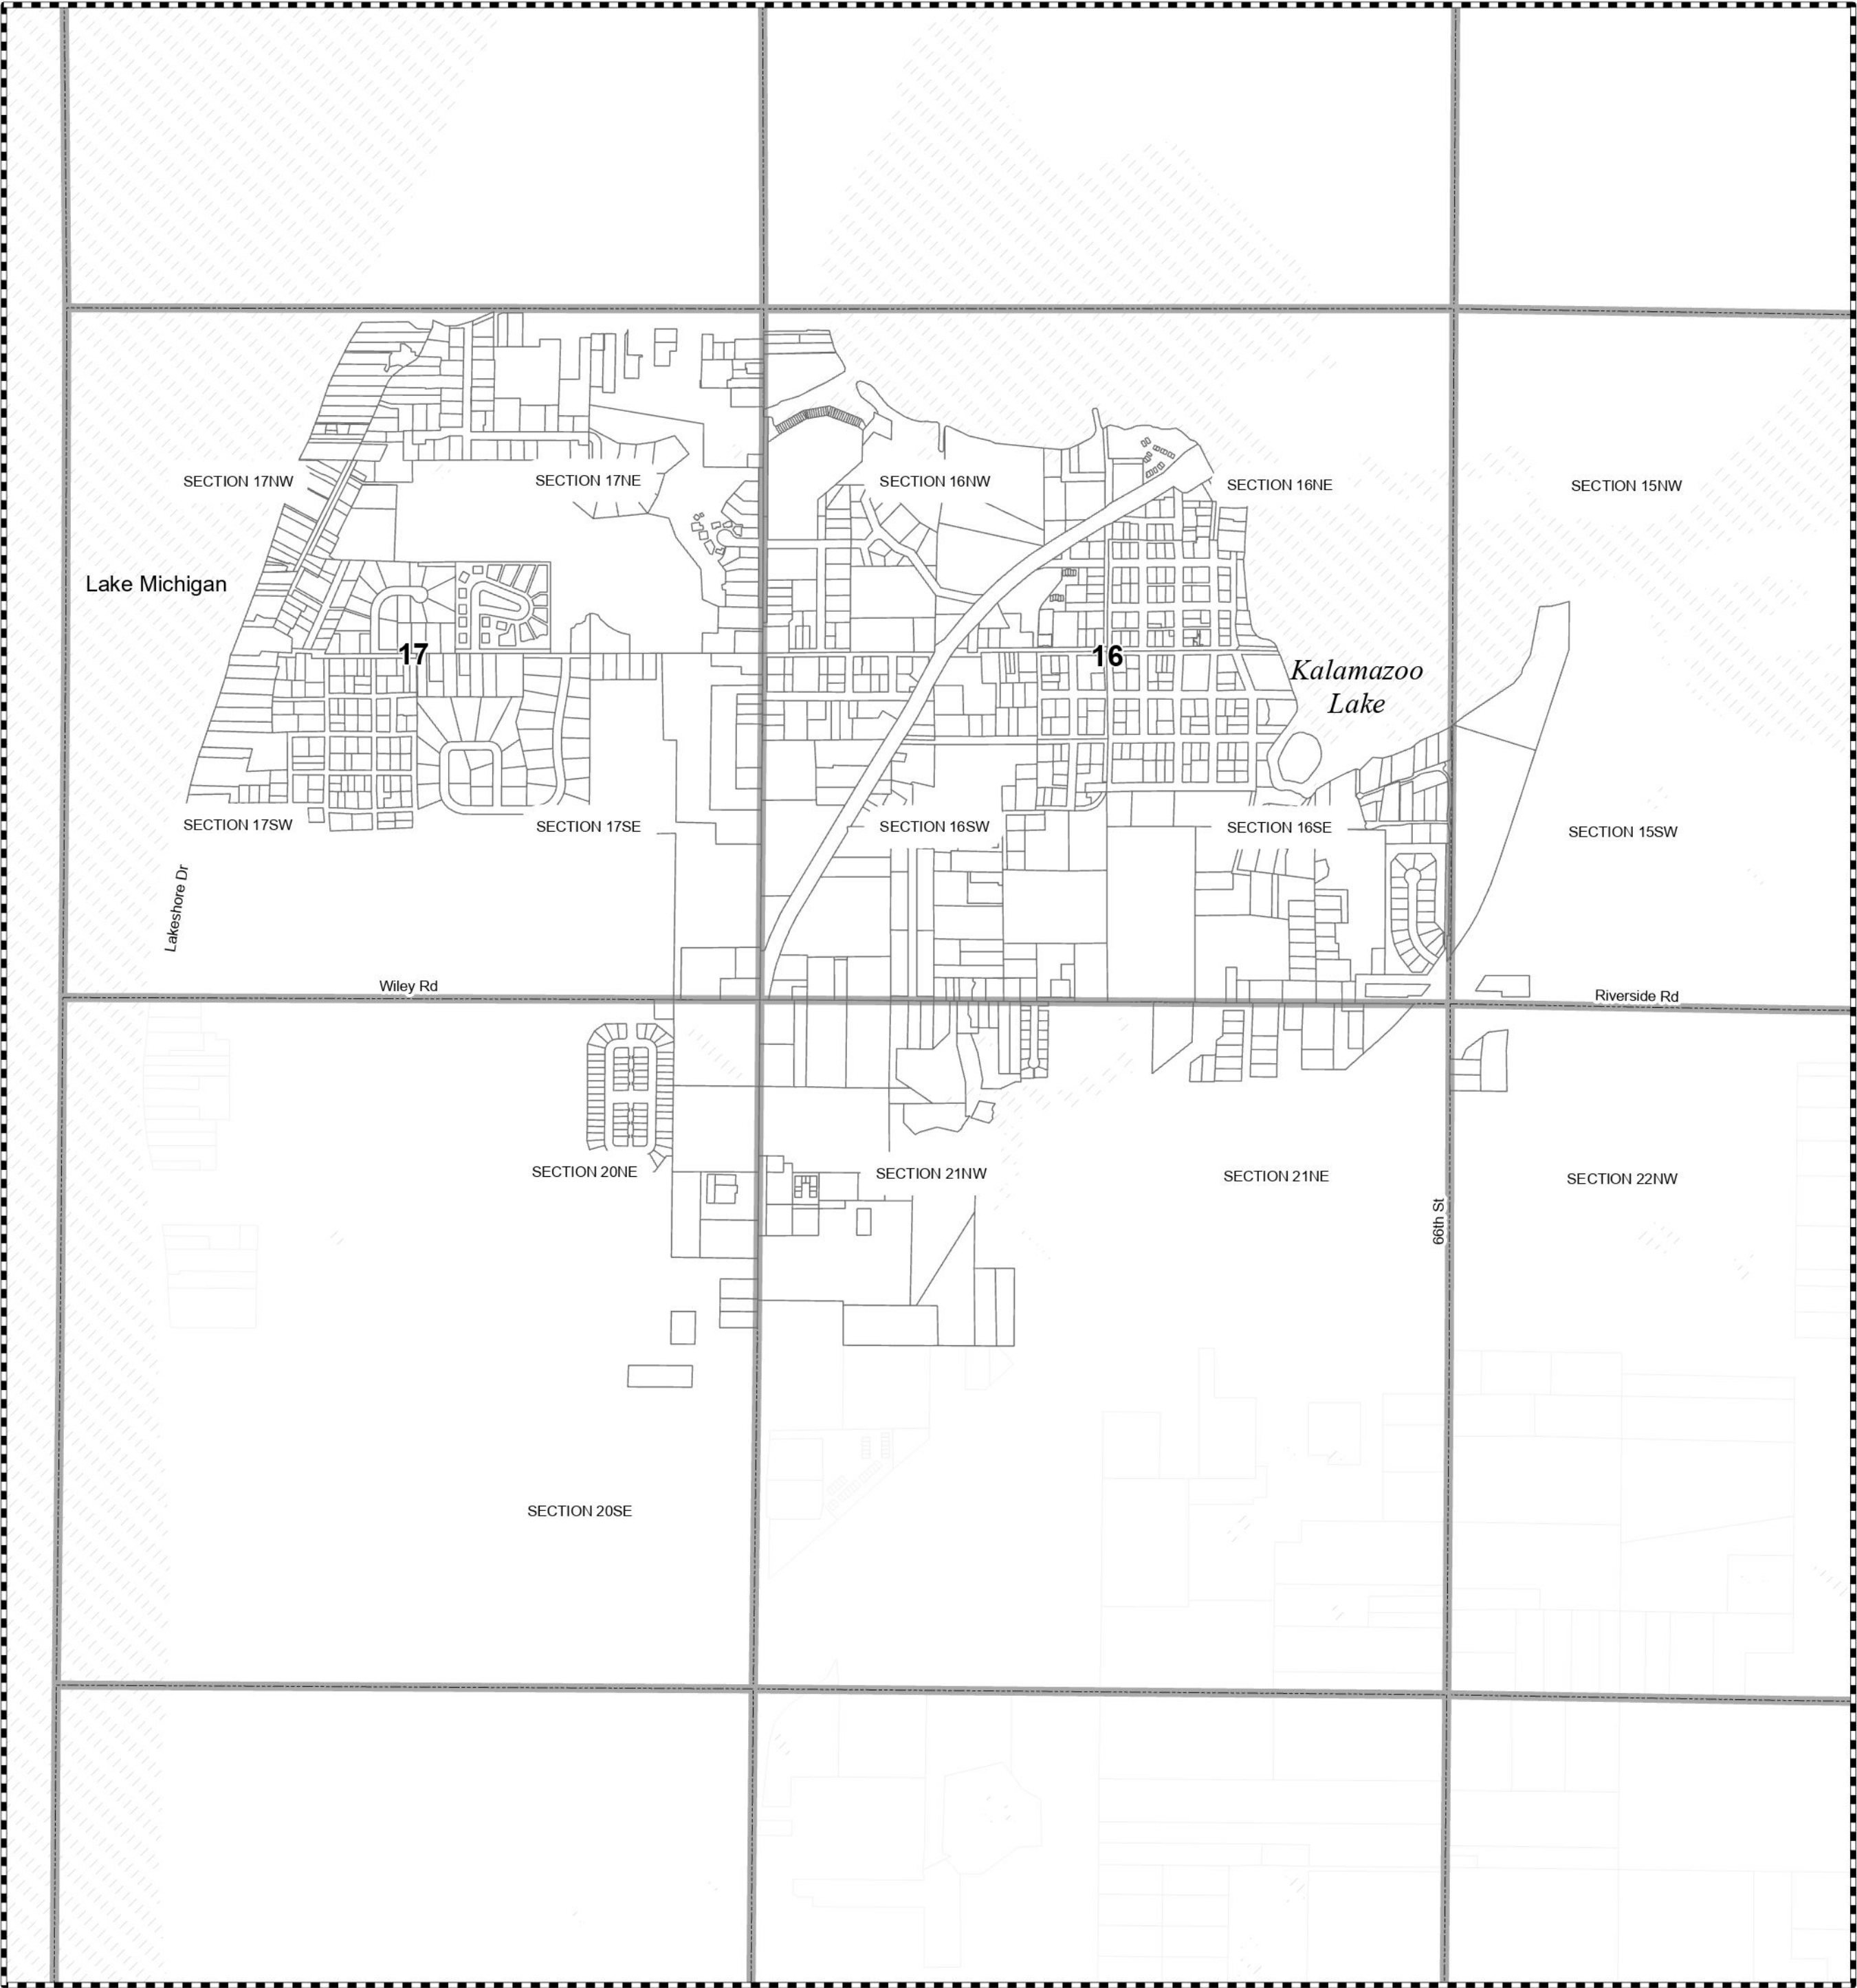 SECTION 17NW
SECTION 17NE
SECTION 16NW
SECTION 16NE
SECTION 15NW
Lake Michigan
17
16
Kalamazoo
Lake
SECTION 17SW
SECTION 17SE
SECTION 16SW
SECTION 16SE
SECTION 15SW
Lakeshore Dr
Wiley Rd
Riverside Rd
SECTION 20NE
SECTION 21NW
SECTION 21NE
SECTION 22NW
66th St
SECTION 20SE